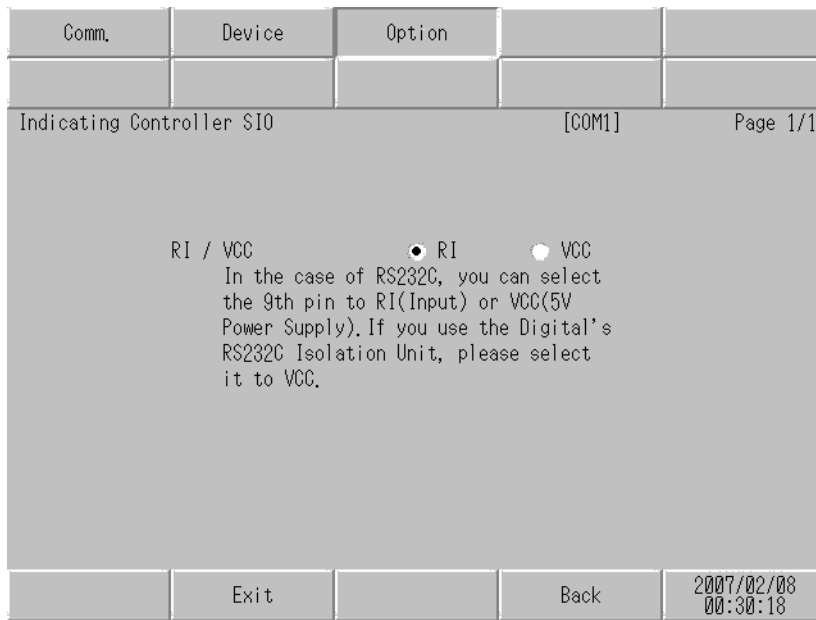 Comm. Device Option
Indicating Controller SIO [COM1] Page 1/1
RI / VCC RI VCC
In the case of RS232C, you can select
the 9th pin to RI(Input) or VCC(5V
Power Supply).If you use the Digital's
RS232C Isolation Unit, please select
it to VCC.
Exit Back 2007/02/08
00:30:18